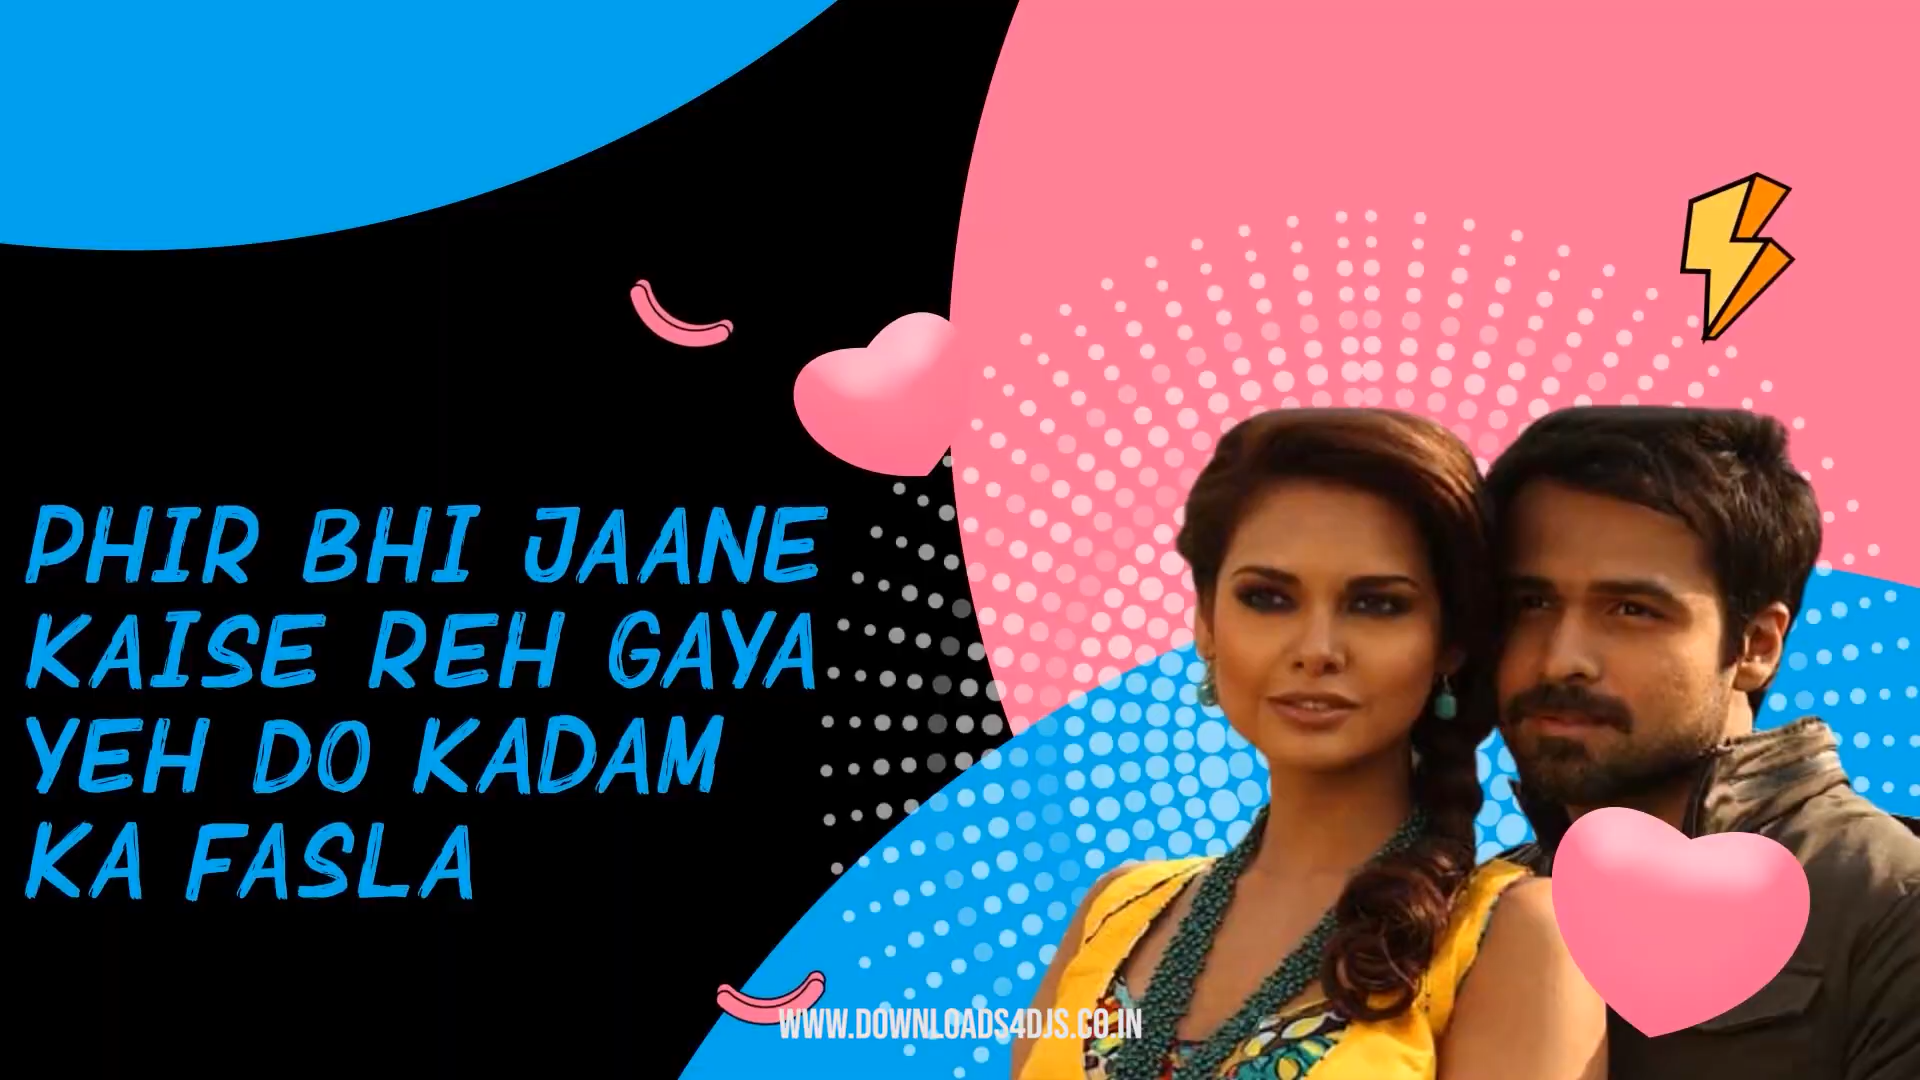 PHIR BHI JAANE
KAISE REH GAYA
YEH DO KADAM
KA FASLA
WWW.DOWNLOADS4DJS.CO.IN